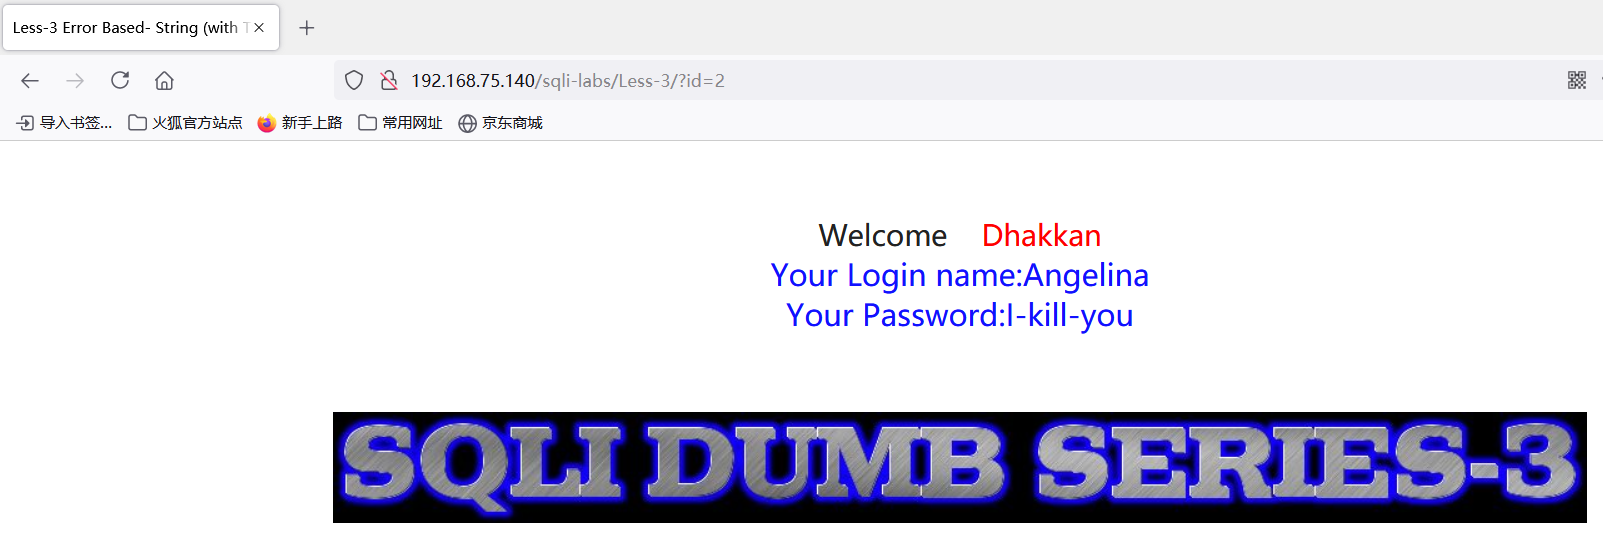 Less-3 Error Based- String (with T
192.168.75.140/sqli-labs/Less-3/?id=2
导入书签... 火狐官方站点 新手上路 常用网址 京东商城
Welcome Dhakkan
Your Login name:Angelina
Your Password:I-kill-you
SQLI DUMB SERIES-3